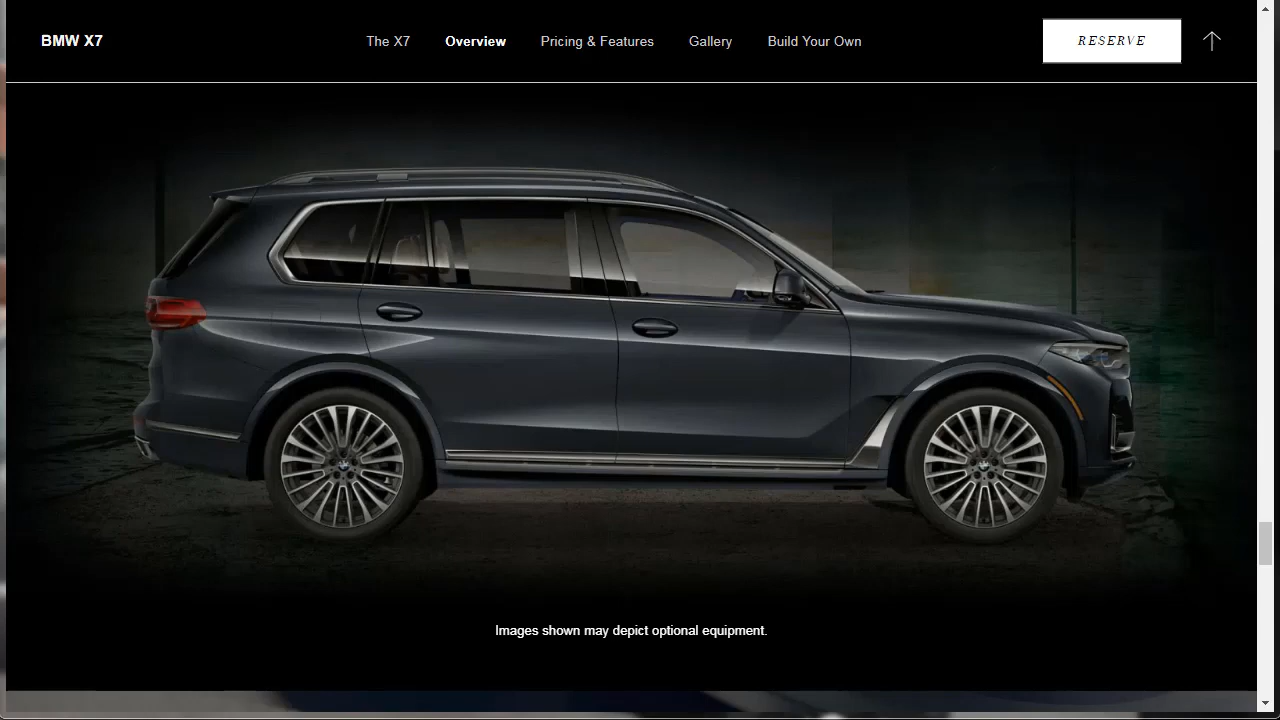 BMW X7
The X7
Overview
Pricing & Features
Gallery
Build Your Own
RESERVE
Images shown may depict optional equipment.